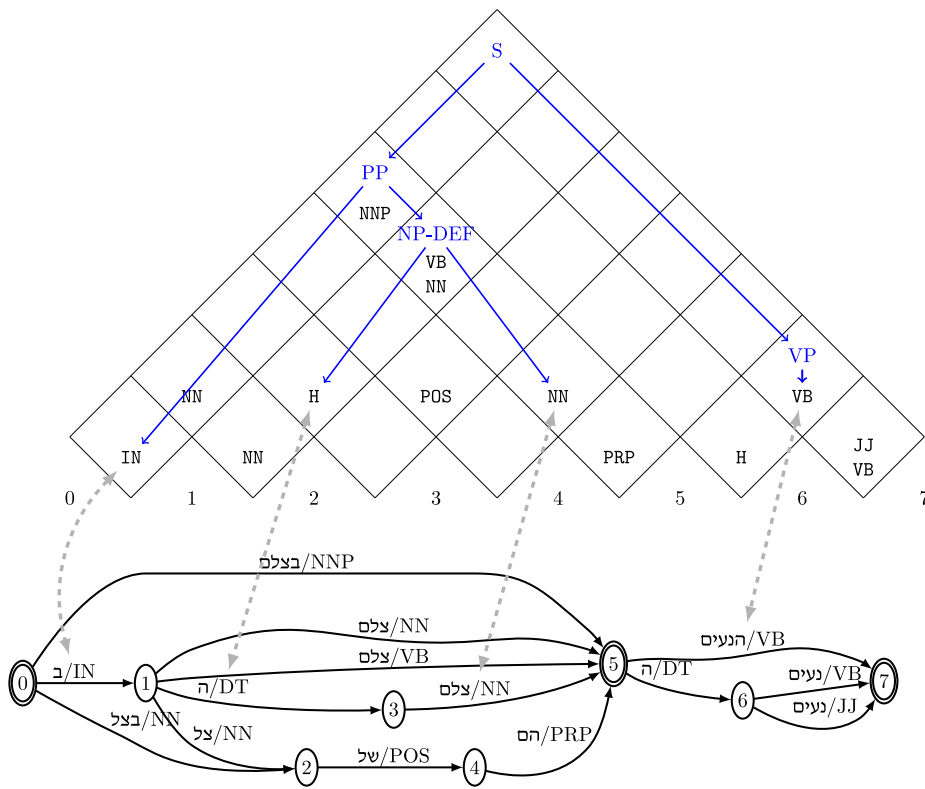 S
PP
NNP
NP-DEF
VB
NN
VP
NN H POS NN VB
IN NN PRP H JJ
VB
0 1 2 3 4 5 6 7
בצלם/NNP
צלם/NN
הנעים/VB
ב/IN צלם/VB ה/DT נעים/VB
0 1 ה/DT צלם/NN 5 6 נעים/JJ 7
בצל/NN צל/NN 3 הם/PRP
2 של/POS 4